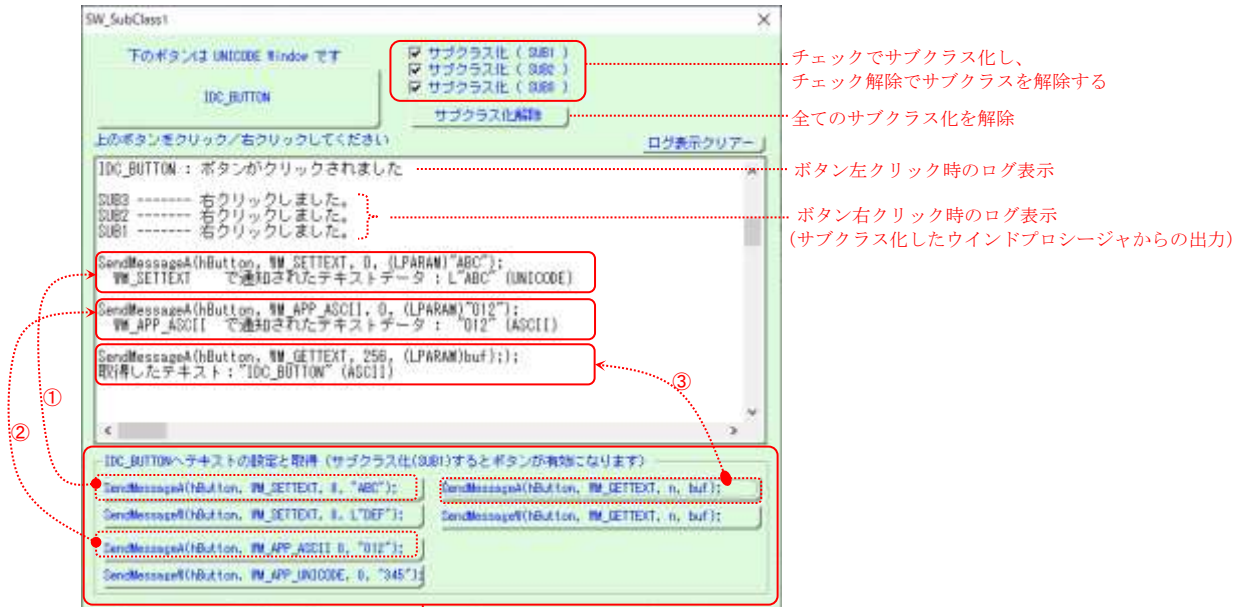 SW_SubClass1
下のボタンは UNICODE Window です
IDC_BUTTON
サブクラス化 ( SUB1 )
サブクラス化 ( SUB2 )
サブクラス化 ( SUB3 )
サブクラス化解除
上のボタンをクリック／右クリックしてください
ログ表示クリアー
チェックでサブクラス化し、
チェック解除でサブクラスを解除する
全てのサブクラス化を解除
IDC_BUTTON : ボタンがクリックされました
ボタン左クリック時のログ表示
SUB3 ------- 右クリックしました。
SUB2 ------- 右クリックしました。
SUB1 ------- 右クリックしました。
ボタン右クリック時のログ表示
(サブクラス化したウインドプロシージャからの出力)
SendMessageA(hButton, WM_SETTEXT, 0, (LPARAM)"ABC");
WM_SETTEXT で通知されたテキストデータ : L"ABC" (UNICODE)
SendMessageA(hButton, WM_APP_ASCII, 0, (LPARAM)"012");
WM_APP_ASCII で通知されたテキストデータ : "012" (ASCII)
SendMessageA(hButton, WM_GETTEXT, 256, (LPARAM)buf););
取得したテキスト : "IDC_BUTTON" (ASCII)
①
②
③
IDC_BUTTONへテキストの設定と取得 (サブクラス化(SUB1)するとボタンが有効になります)
SendMessageA(hButton, WM_SETTEXT, 0, "ABC");
SendMessageA(hButton, WM_GETTEXT, n, buf);
SendMessageW(hButton, WM_SETTEXT, 0, L"DEF");
SendMessageW(hButton, WM_GETTEXT, n, buf);
SendMessageA(hButton, WM_APP_ASCII 0, "012");
SendMessageW(hButton, WM_APP_UNICODE, 0, "345");